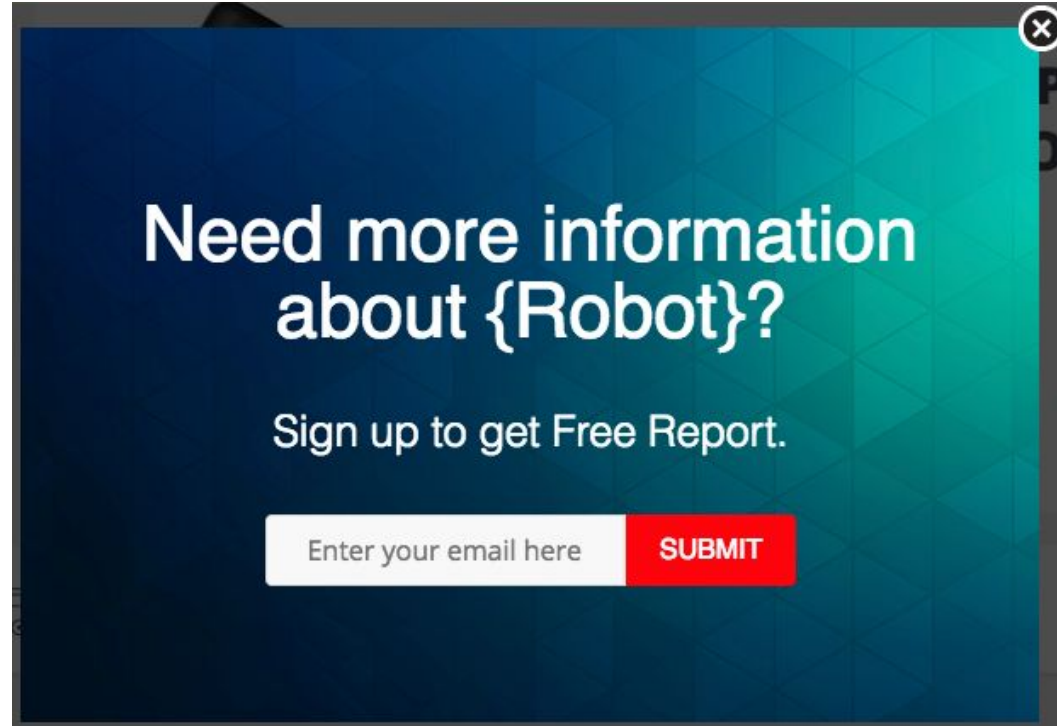 Need more information
about {Robot}?
Sign up to get Free Report.
Enter your email here
SUBMIT